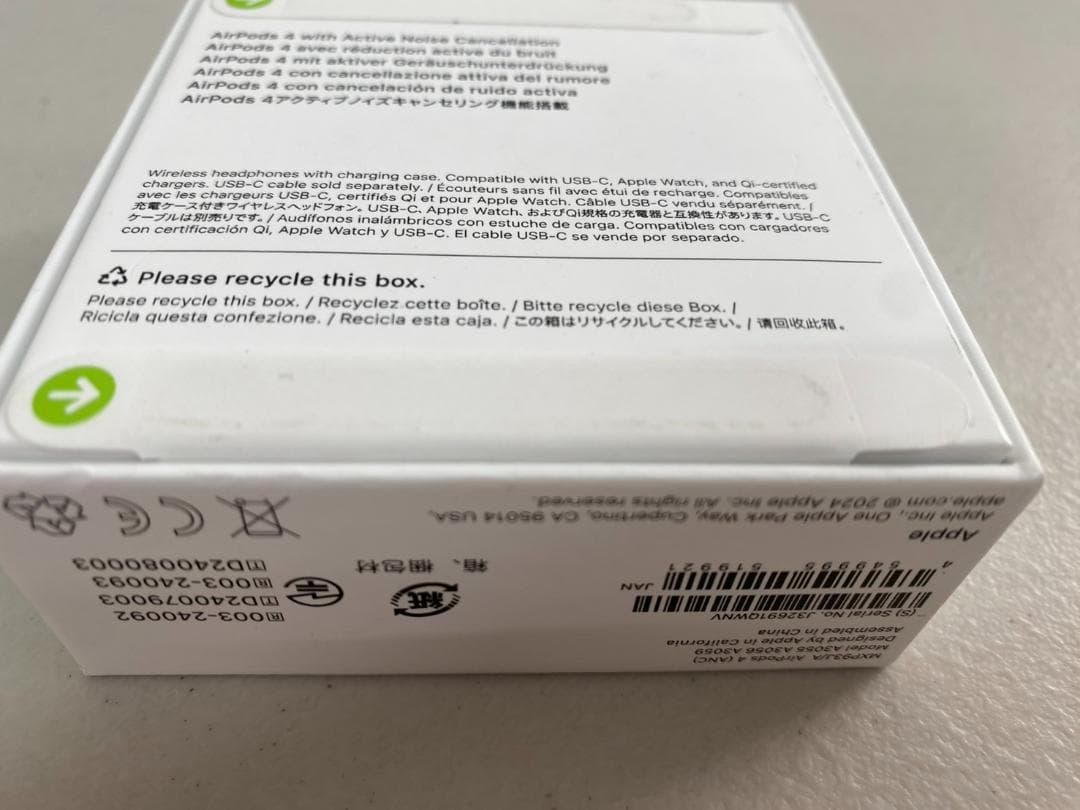 AirPods 4 with Active Noise Cancellation
AirPods 4 avec réduction active du bruit
AirPods 4 mit aktiver Geräuschunterdrückung
AirPods 4 con cancellazione attiva del rumore
AirPods 4 con cancelación de ruido activa
AirPods 4アクティブノイズキャンセリング機能搭載
Wireless headphones with charging case. Compatible with USB-C, Apple Watch, and Qi-certified
chargers. USB-C cable sold separately. / Écouteurs sans fil avec étui de recharge. Compatibles
avec les chargeurs USB-C, certifiés Qi et pour Apple Watch. Câble USB-C vendu séparément. /
充電ケース付きワイヤレスヘッドフォン。USB-C、Apple Watch、およびQi規格の充電器と互換性があります。USB-C
ケーブルは別売りです。/ Audífonos inalámbricos con estuche de carga. Compatibles con cargadores
con certificación Qi, Apple Watch y USB-C. El cable USB-C se vende por separado.
Please recycle this box.
Please recycle this box. / Recyclez cette boîte. / Bitte recycle diese Box. /
Ricicla questa confezione. / Recicla esta caja. / この箱はリサイクルしてください。/ 请回收此箱。
MXP93J/A AirPods 4 (ANC)
Model A3055 A3056 A3059
Designed by Apple in California
Assembled in China
(S) Serial No. J32691QWNV
JAN
4 549995 519921
Apple
Apple Inc., One Apple Park Way, Cupertino, CA 95014 USA.
apple.com © 2024 Apple Inc. All rights reserved.
R 003-240092
T D240079003
R 003-240093
T D240080003
紙
箱、梱包材
CE